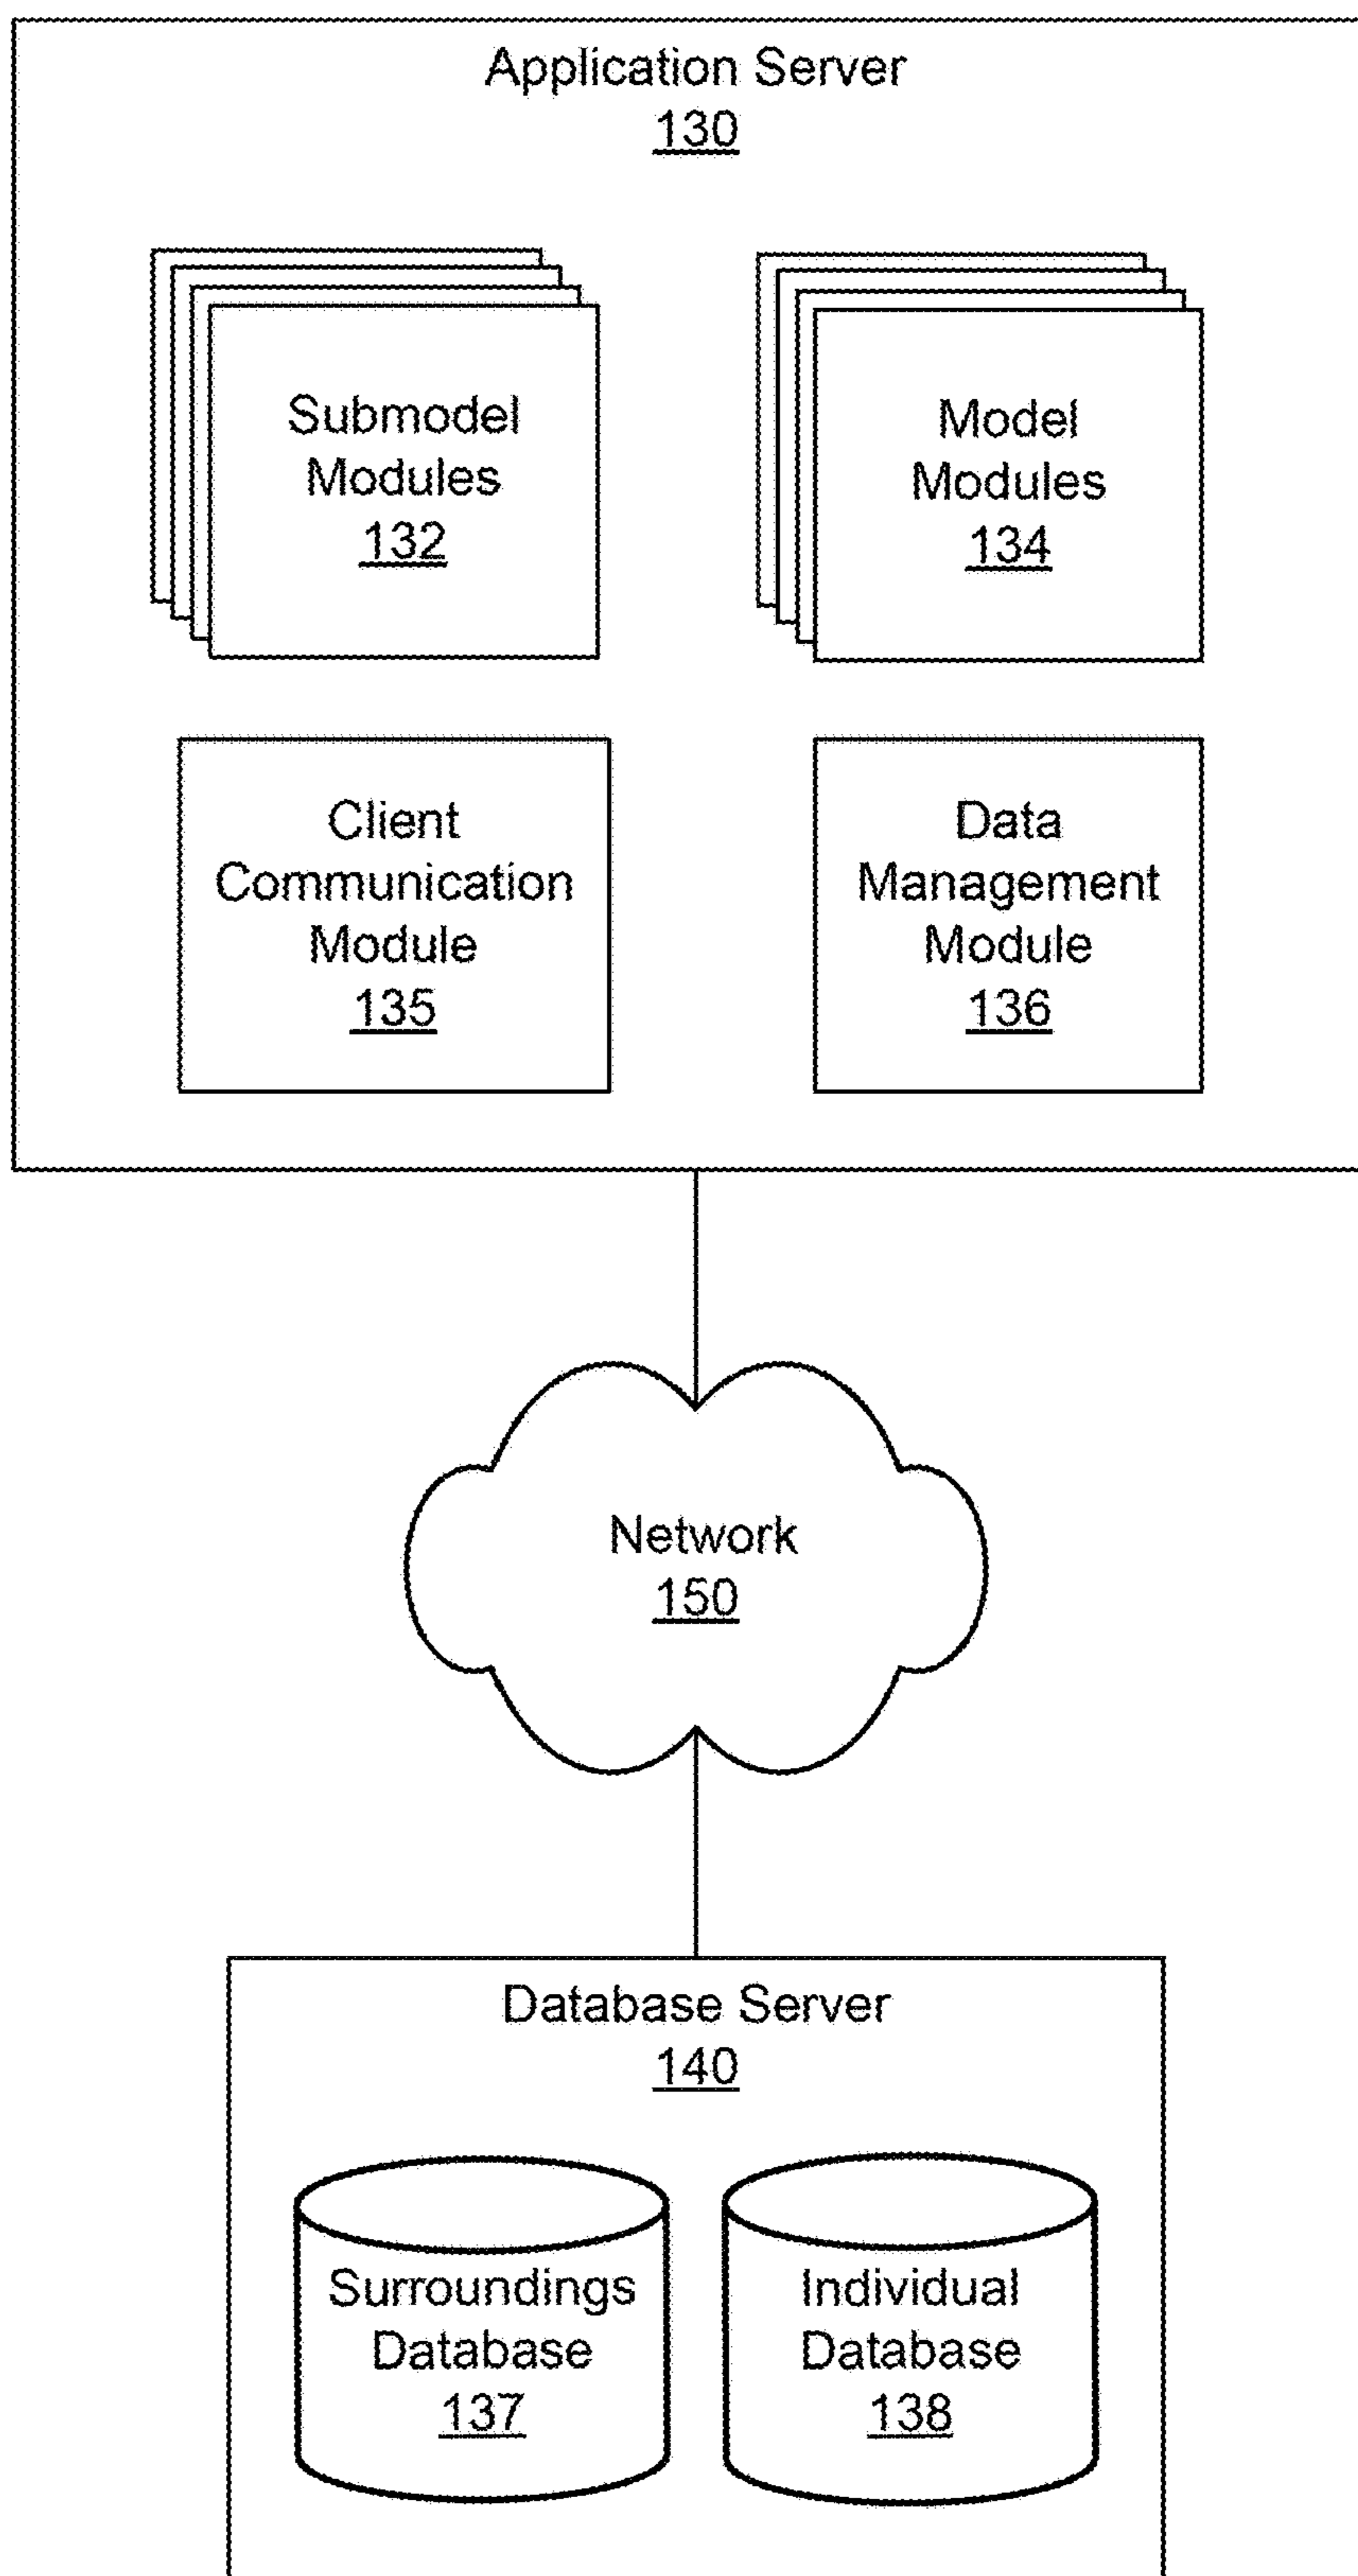 Application Server
130
Submodel
Modules
132
Model
Modules
134
Client
Communication
Module
135
Data
Management
Module
136
Network
150
Database Server
140
Surroundings
Database
137
Individual
Database
138